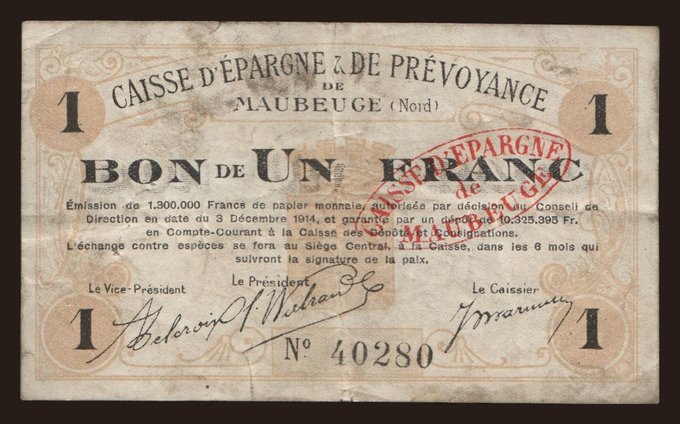 CAISSE D'ÉPARGNE & DE PRÉVOYANCE
DE
MAUBEUGE (Nord)
1
1
BON DE UN FRANC
CAISSE D'EPARGNE
de
MAUBEUGE
Émission de 1.300.000 Francs de papier monnaie, autorisée par décision du Conseil de
Direction en date du 3 Décembre 1914, et garantie par un dépôt de 10.325.395 Fr.
en Compte-Courant à la Caisse des Dépôts et Consignations.
L'échange contre espèces se fera au Siège Central, à la Caisse, dans les 6 mois qui
suivront la signature de la paix.
Le Vice-Président
Le Président
Le Caissier
1
1
Delcroix
No 40280